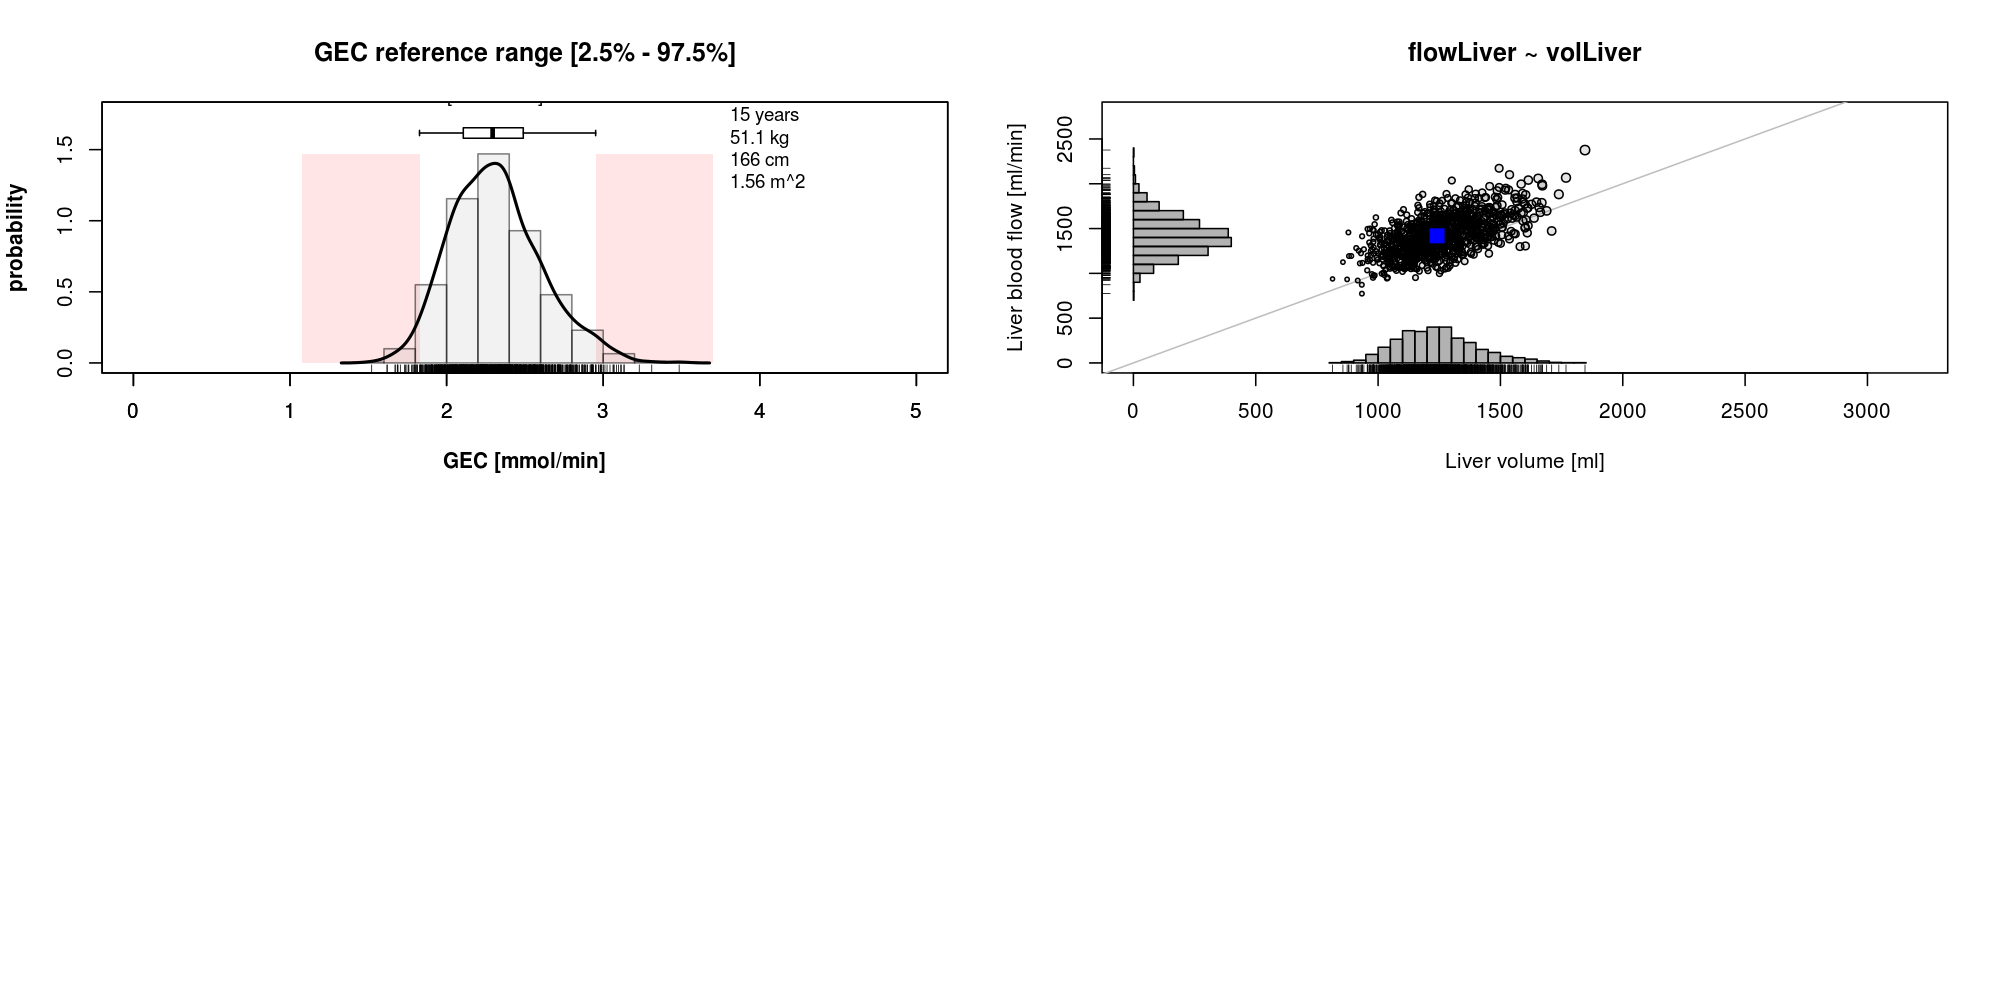 GEC reference range [2.5% - 97.5%]
15 years
51.1 kg
166 cm
1.56 m^2
probability
0.0
0.5
1.0
1.5
0
1
2
3
4
5
GEC [mmol/min]
flowLiver ~ volLiver
Liver blood flow [ml/min]
0
500
1500
2500
0
500
1000
1500
2000
2500
3000
Liver volume [ml]